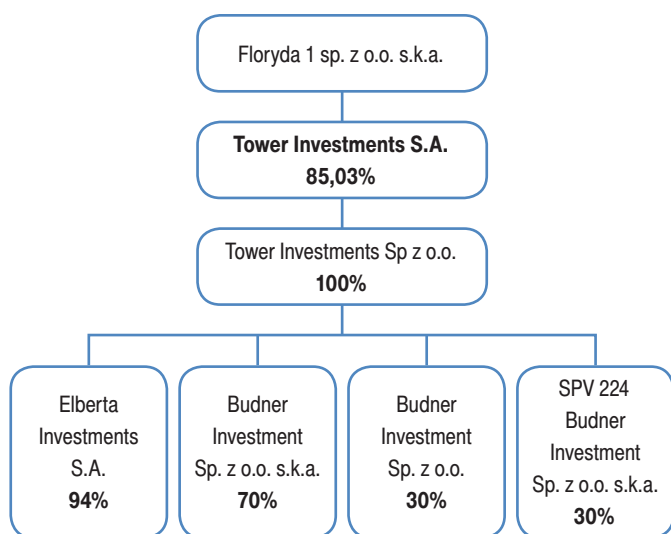 Floryda 1 sp. z o.o. s.k.a.
Tower Investments S.A.
85,03%
Tower Investments Sp z o.o.
100%
Elberta
Investments
S.A.
94%
Budner
Investment
Sp. z o.o. s.k.a.
70%
Budner
Investment
Sp. z o.o.
30%
SPV 224
Budner
Investment
Sp. z o.o. s.k.a.
30%